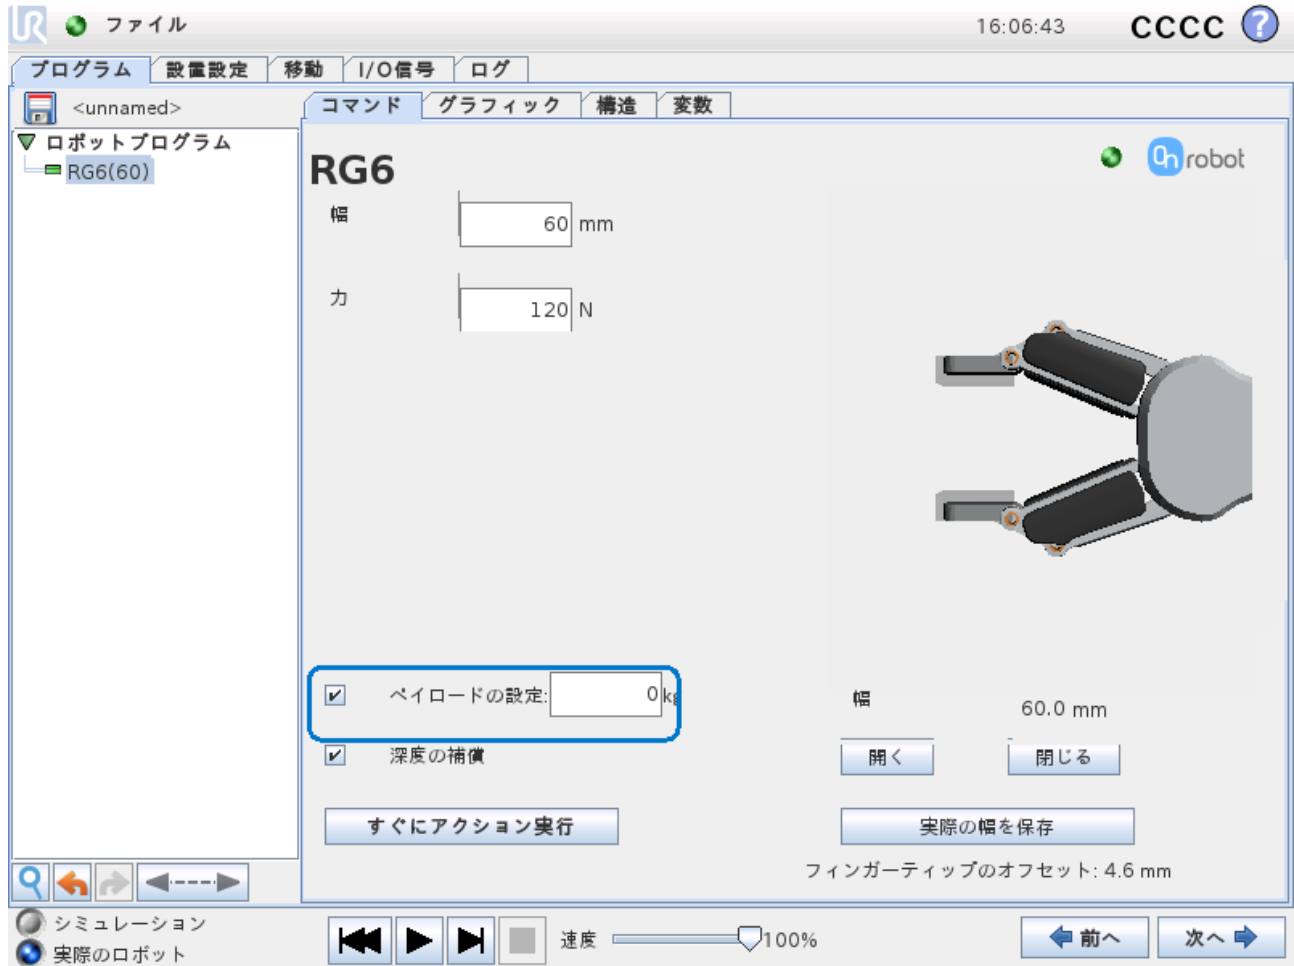 UR ファイル 16:06:43 CCCC ?
プログラム 設置設定 移動 I/O信号 ログ
<unnamed> コマンド グラフィック 構造 変数
ロボットプログラム
RG6(60)
RG6
On robot
幅 60 mm
力 120 N
ペイロードの設定: 0 kg
幅 60.0 mm
深度の補償
開く 閉じる
すぐにアクション実行 実際の幅を保存
フィンガーティップのオフセット: 4.6 mm
シミュレーション
実際のロボット
速度 100%
前へ 次へ